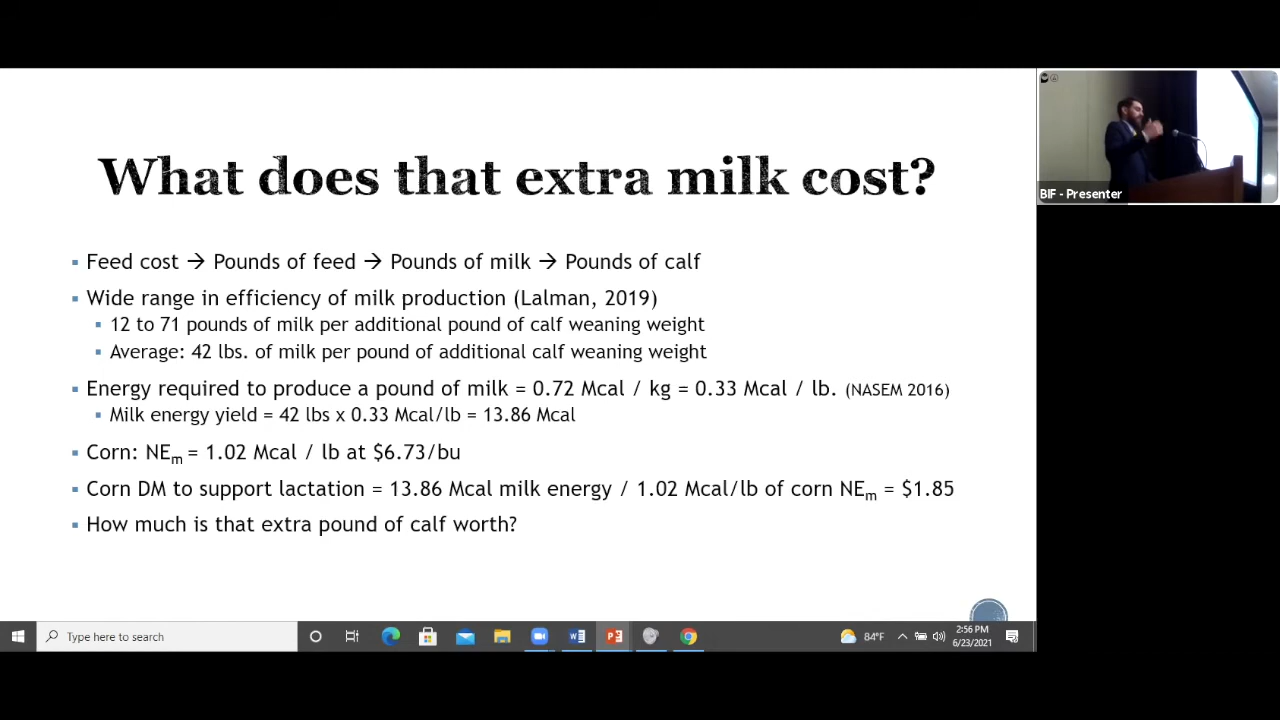 What does that extra milk cost?
▪ Feed cost → Pounds of feed → Pounds of milk → Pounds of calf
▪ Wide range in efficiency of milk production (Lalman, 2019)
▪ 12 to 71 pounds of milk per additional pound of calf weaning weight
▪ Average: 42 lbs. of milk per pound of additional calf weaning weight
▪ Energy required to produce a pound of milk = 0.72 Mcal / kg = 0.33 Mcal / lb. (NASEM 2016)
▪ Milk energy yield = 42 lbs x 0.33 Mcal/lb = 13.86 Mcal
▪ Corn: NEm = 1.02 Mcal / lb at $6.73/bu
▪ Corn DM to support lactation = 13.86 Mcal milk energy / 1.02 Mcal/lb of corn NEm = $1.85
▪ How much is that extra pound of calf worth?
BIF - Presenter
Type here to search
84°F
2:56 PM
6/23/2021